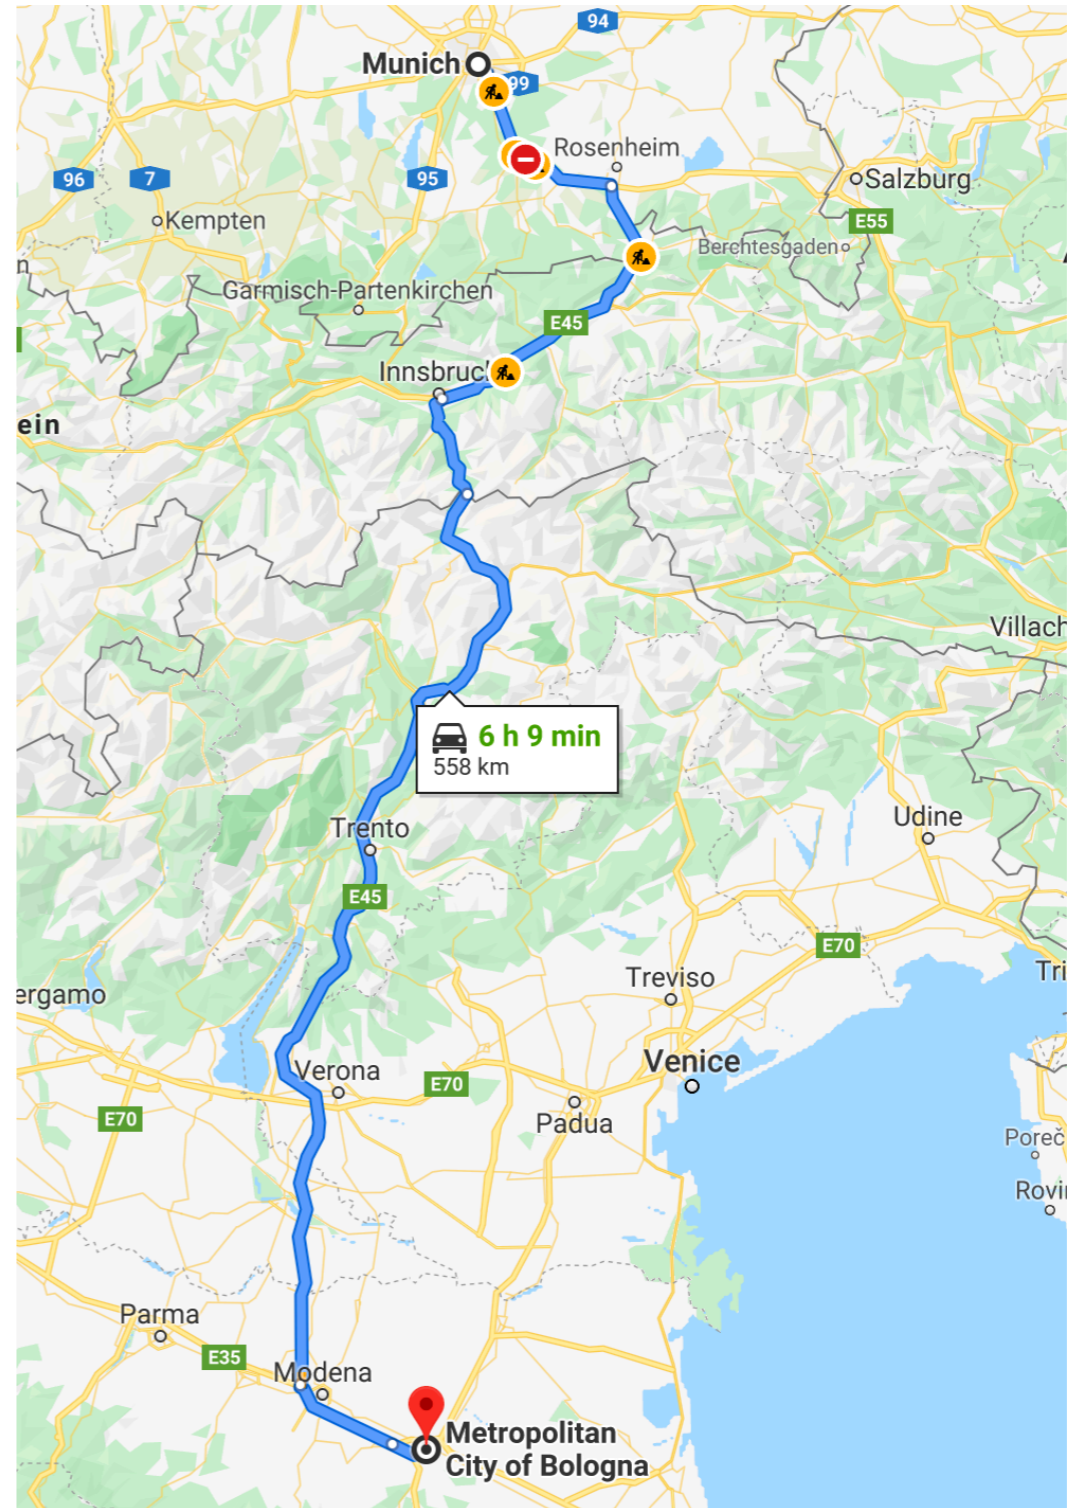 94
Munich
99
Rosenheim
96
7
95
Salzburg
Kempten
E55
Berchtesgaden
n
Garmisch-Partenkirchen
E45
Innsbruc
ein
Villach
6 h 9 min
558 km
Udine
Trento
E45
E70
Treviso
Tri
ergamo
Venice
Verona
E70
E70
Padua
Poreč
Rovi
Parma
E35
Modena
Metropolitan
City of Bologna